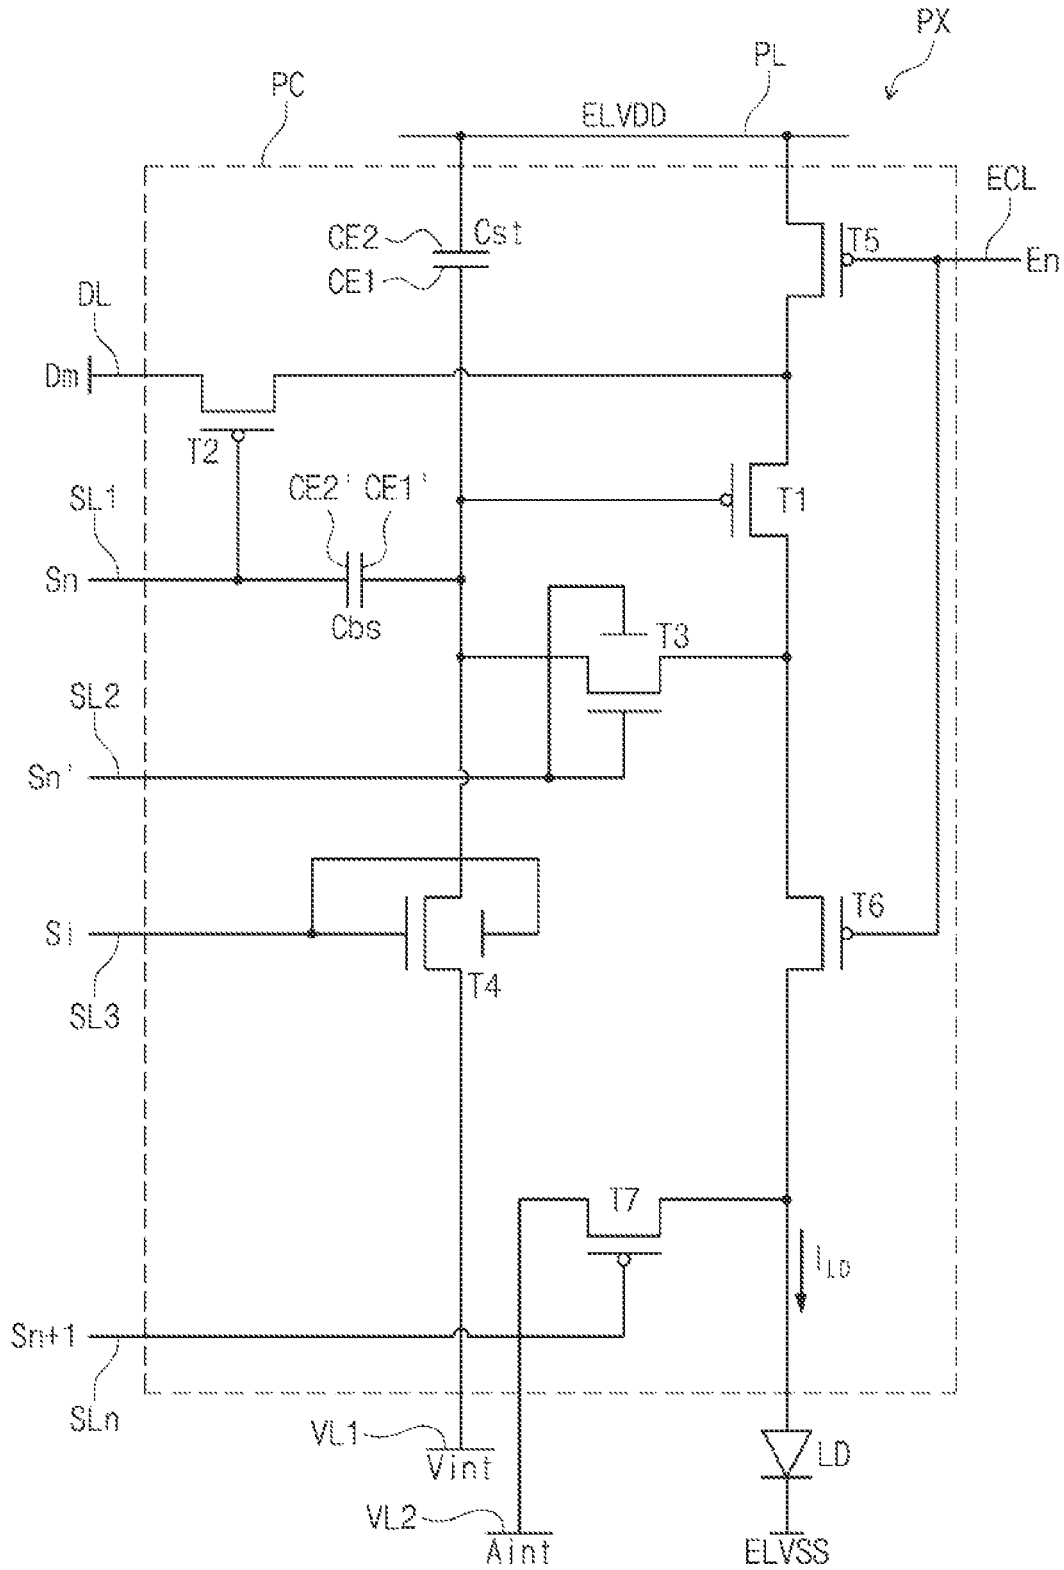 PX
PL
PC
ELVDD
ECL
CE2
Cst
T5
En
CE1
DL
Dm
T2
CE2' CE1'
SL1
T1
Sn
Cbs
T3
SL2
Sn'
T6
Si
T4
SL3
T7
ILD
Sn+1
SLn
VL1
Vint
LD
VL2
Aint
ELVSS